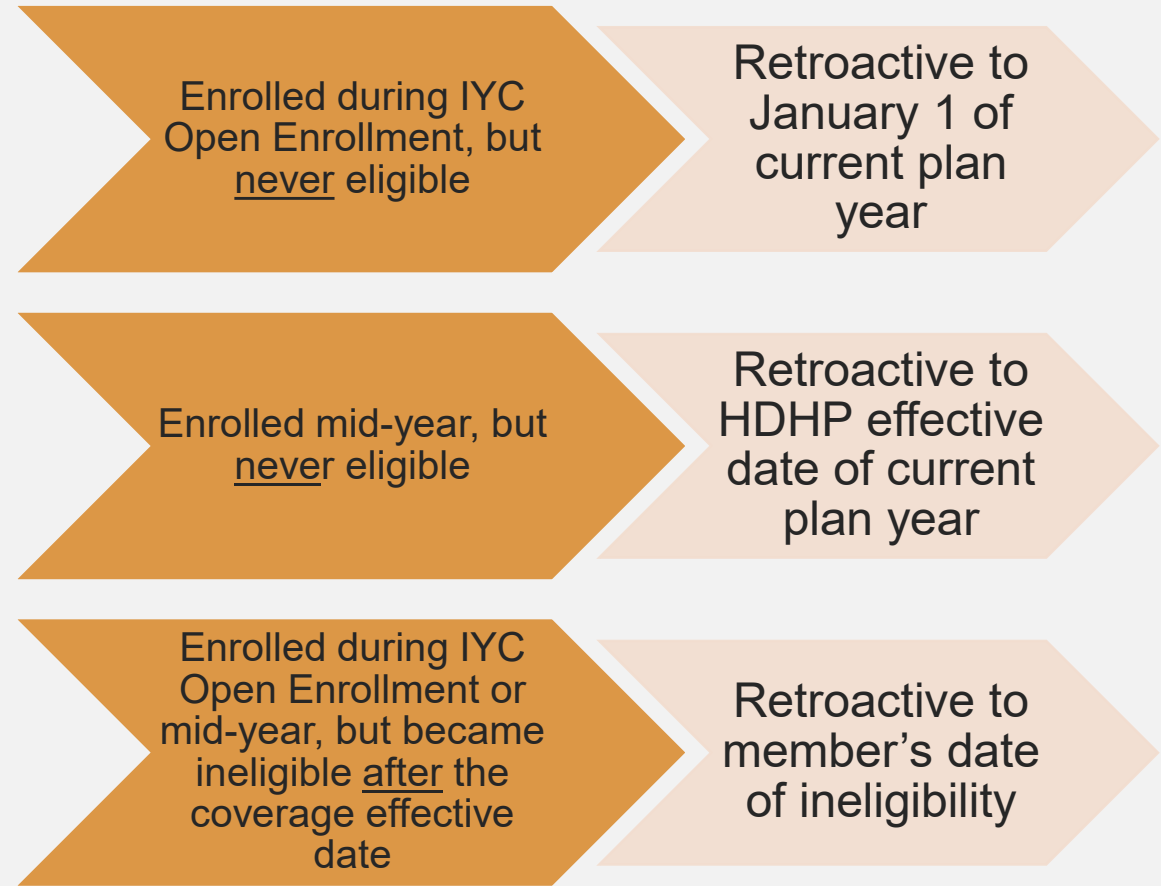 Enrolled during IYC
Open Enrollment, but
never eligible
Retroactive to
January 1 of
current plan
year
Enrolled mid-year, but
never eligible
Retroactive to
HDHP effective
date of current
plan year
Enrolled during IYC
Open Enrollment or
mid-year, but became
ineligible after the
coverage effective
date
Retroactive to
member’s date
of ineligibility